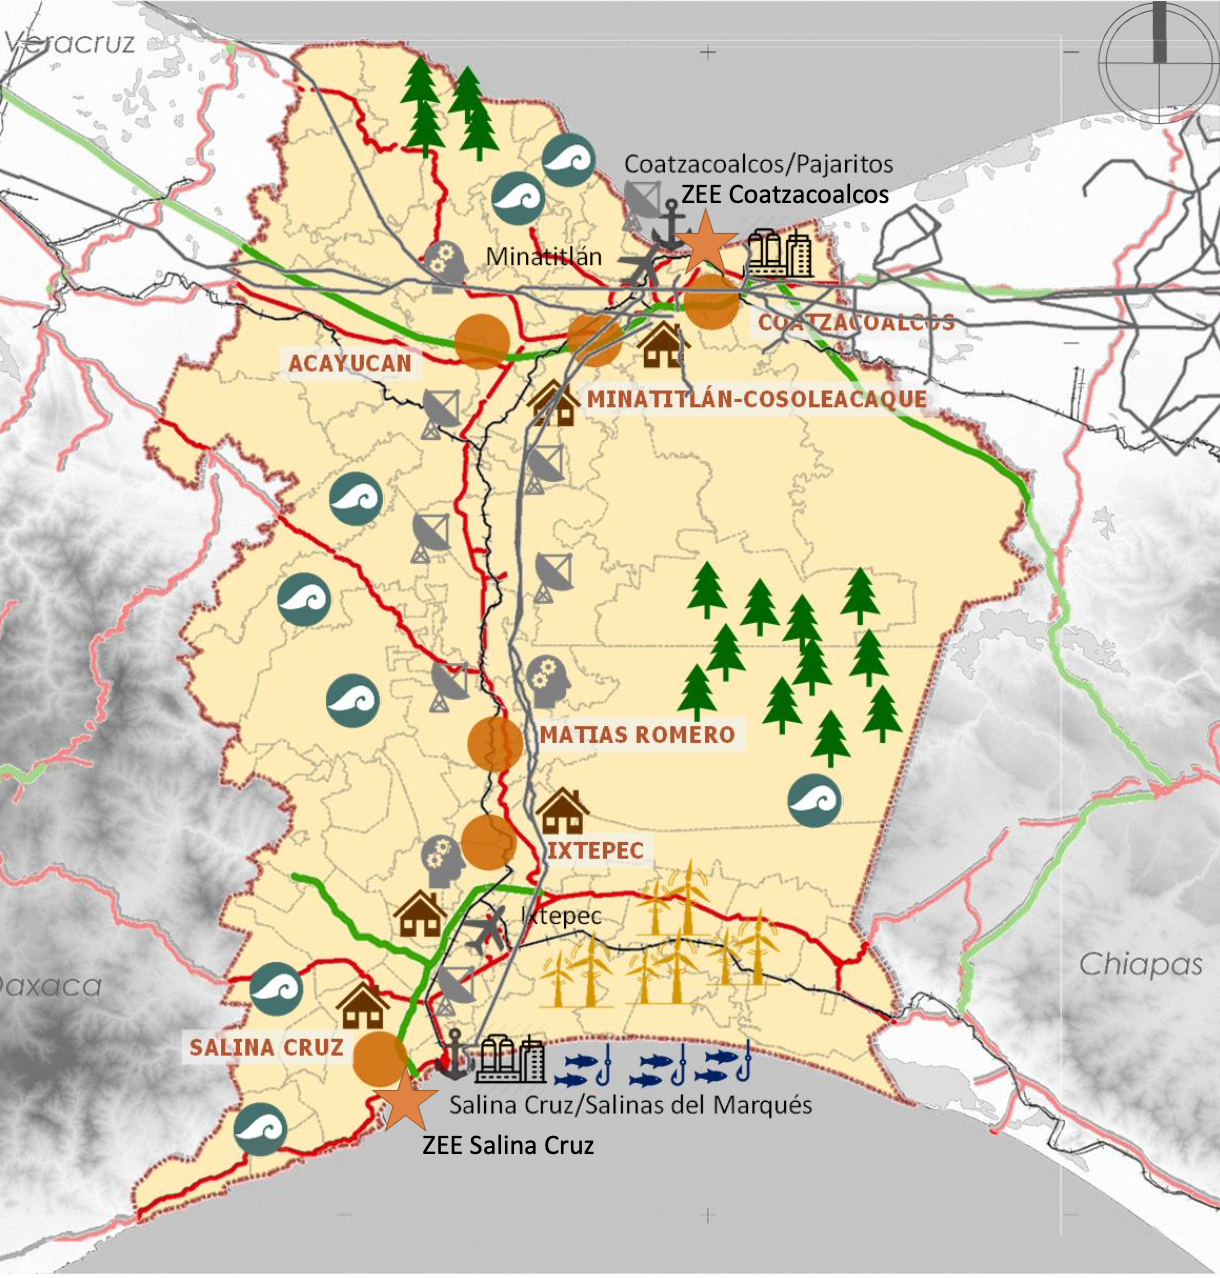 Veracruz
Coatzacoalcos/Pajaritos
ZEE Coatzacoalcos
Minatitlán
COATZACOALCOS
ACAYUCAN
MINATITLÁN-COSOLEACAQUE
MATIAS ROMERO
IXTEPEC
Ixtepec
Chiapas
Oaxaca
SALINA CRUZ
Salina Cruz/Salinas del Marqués
ZEE Salina Cruz